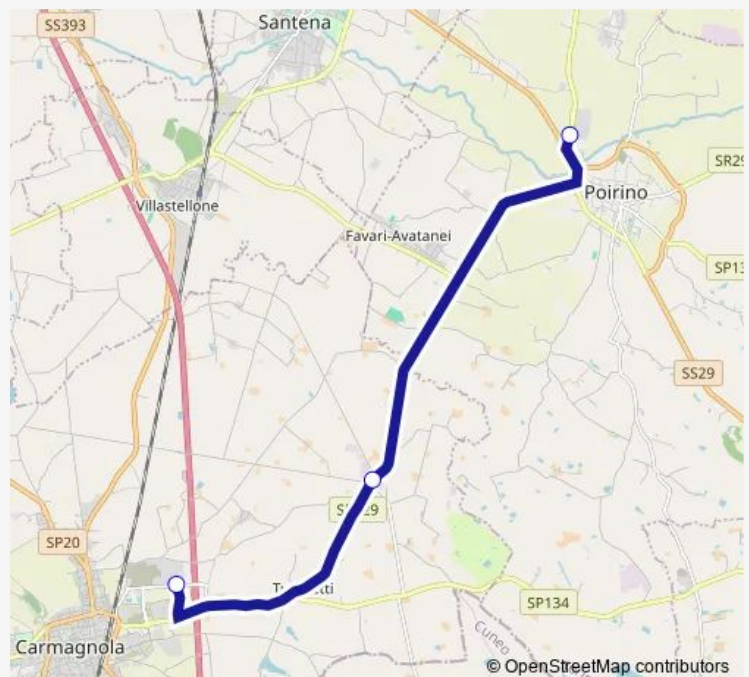 SS393
Santena
SR29
Poirino
Villastellone
Favari-Avatanei
SP13
SS29
SP20
SP134
Carmagnola
Cuneo
© OpenStreetMap contributors